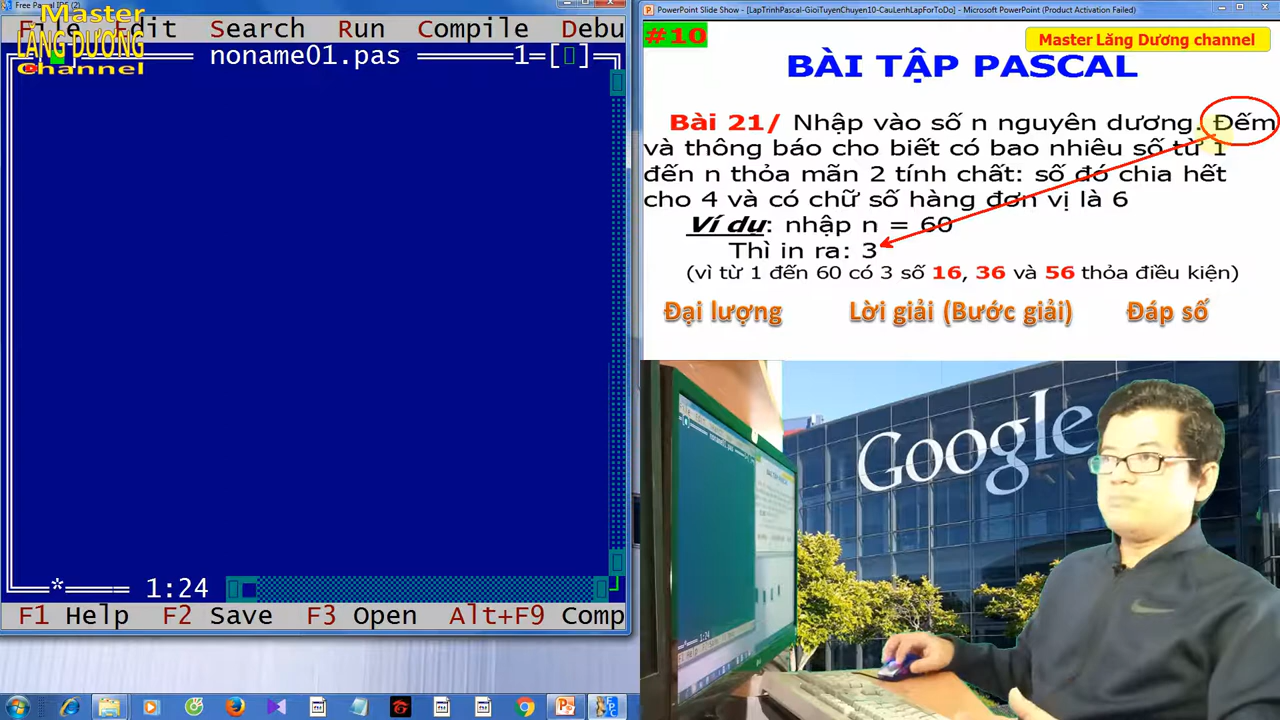 Free Pascal IDE (2)
Master
LĂNG DƯƠNG
Channel
File Edit Search Run Compile Debu
noname01.pas 1=[ ]
* 1:24
F1 Help F2 Save F3 Open Alt+F9 Comp
PowerPoint Slide Show - [LapTrinhPascal-GioiTuyenChuyen10-CauLenhLapForToDo] - Microsoft PowerPoint (Product Activation Failed)
#10
Master Lăng Dương channel
BÀI TẬP PASCAL
Bài 21/ Nhập vào số n nguyên dương. Đếm
và thông báo cho biết có bao nhiêu số từ 1
đến n thỏa mãn 2 tính chất: số đó chia hết
cho 4 và có chữ số hàng đơn vị là 6
Ví dụ: nhập n = 60
Thì in ra: 3
(vì từ 1 đến 60 có 3 số 16, 36 và 56 thỏa điều kiện)
Đại lượng Lời giải (Bước giải) Đáp số
Google